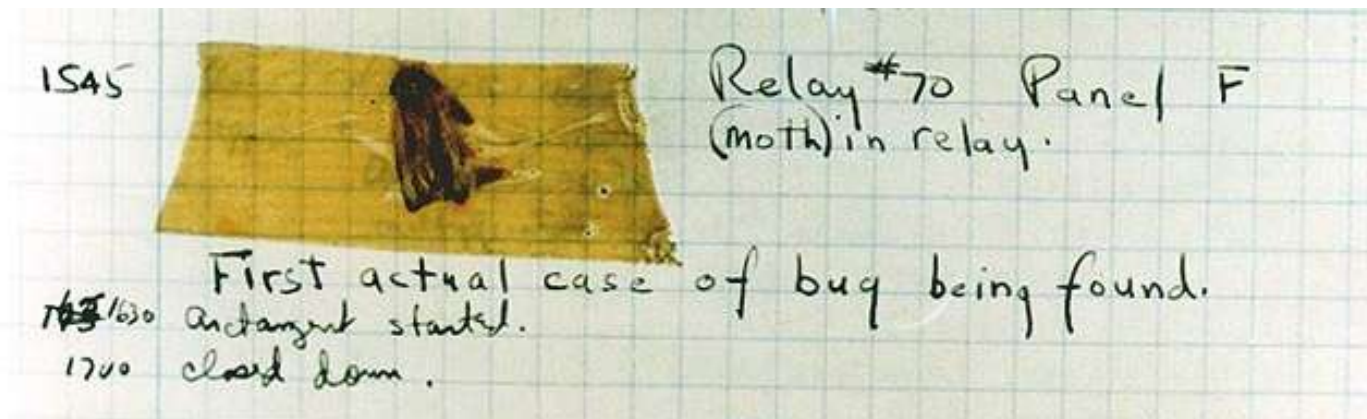 1545
Relay #70 Panel F
(moth) in relay.
First actual case of bug being found.
1630 arctangent started.
1700 closed down.